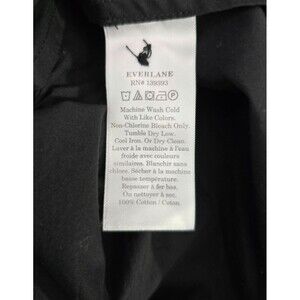 EVERLANE
RN# 139393
Machine Wash Cold
With Like Colors.
Non-Chlorine Bleach Only.
Tumble Dry Low.
Cool Iron. Or Dry Clean.
Laver à la machine à l'eau
froide avec couleurs
similaires. Blanchir sans
chlore. Sécher à la machine
basse température.
Repasser à fer bas.
Ou nettoyer à sec.
100% Cotton / Coton